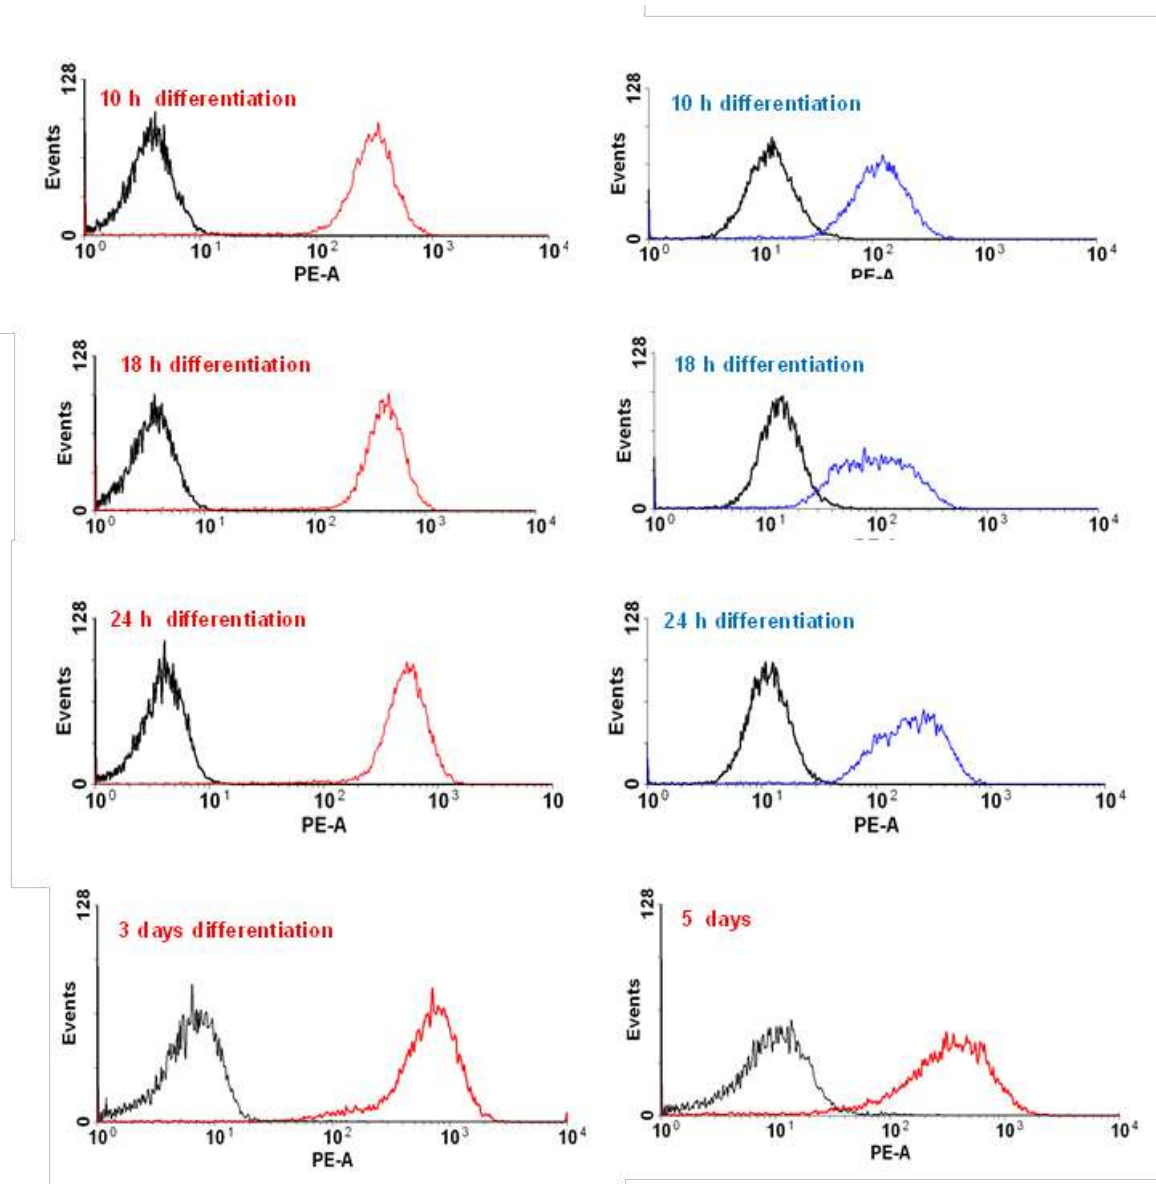 128
10 h differentiation
Events
0
10^0 10^1 10^2 10^3 10^4
PE-A
128
10 h differentiation
Events
0
10^0 10^1 10^2 10^3 10^4
PE-A
128
18 h differentiation
Events
0
10^0 10^1 10^2 10^3 10^4
128
18 h differentiation
Events
0
10^0 10^1 10^2 10^3 10^4
128
24 h differentiation
Events
0
10^0 10^1 10^2 10^3 10
PE-A
128
24 h differentiation
Events
0
10^0 10^1 10^2 10^3 10^4
PE-A
128
3 days differentiation
Events
0
10^0 10^1 10^2 10^3 10^4
PE-A
128
5 days
Events
0
10^0 10^1 10^2 10^3 10^4
PE-A